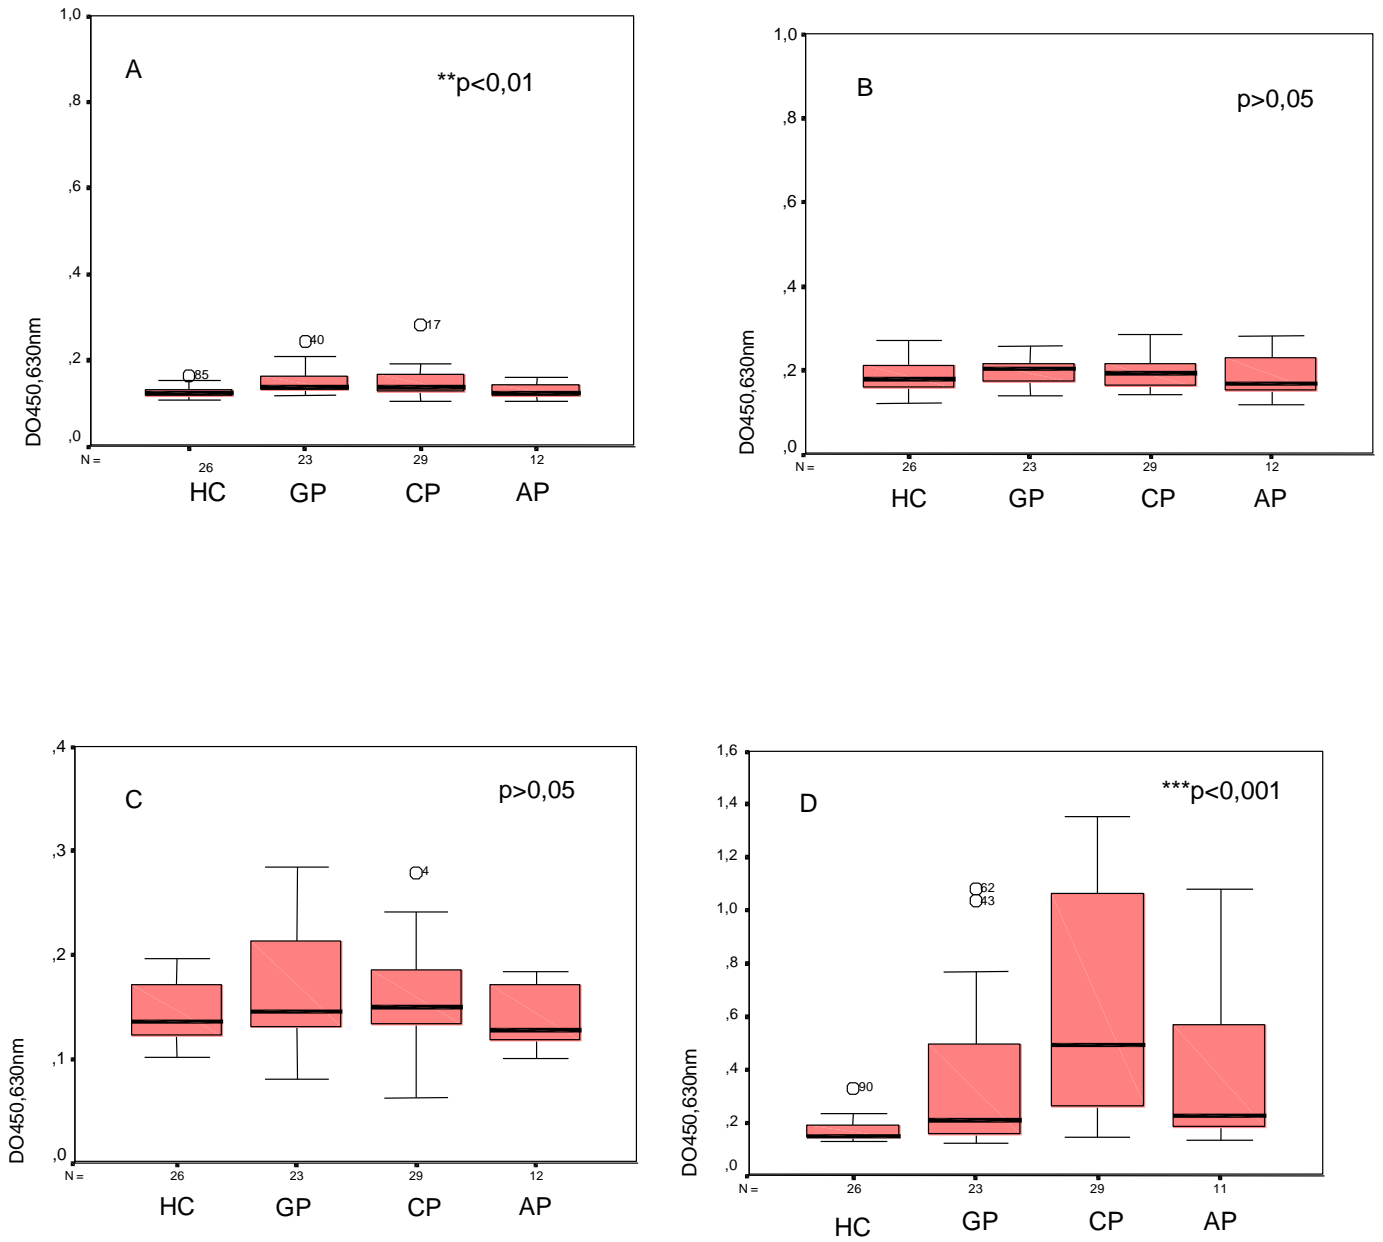 1,0
A
**p<0,01
,8
,6
,4
,2
,0
DO450,630nm
85
40
17
N =
26
23
29
12
HC
GP
CP
AP
1,0
B
p>0,05
,8
,6
,4
,2
,0
DO450,630nm
N =
26
23
29
12
HC
GP
CP
AP
,4
C
p>0,05
,3
,2
,1
,0
DO450,630nm
4
N =
26
23
29
12
HC
GP
CP
AP
1,6
D
***p<0,001
1,4
1,2
1,0
,8
,6
,4
,2
,0
DO450,630nm
90
62
43
N =
26
23
29
11
HC
GP
CP
AP